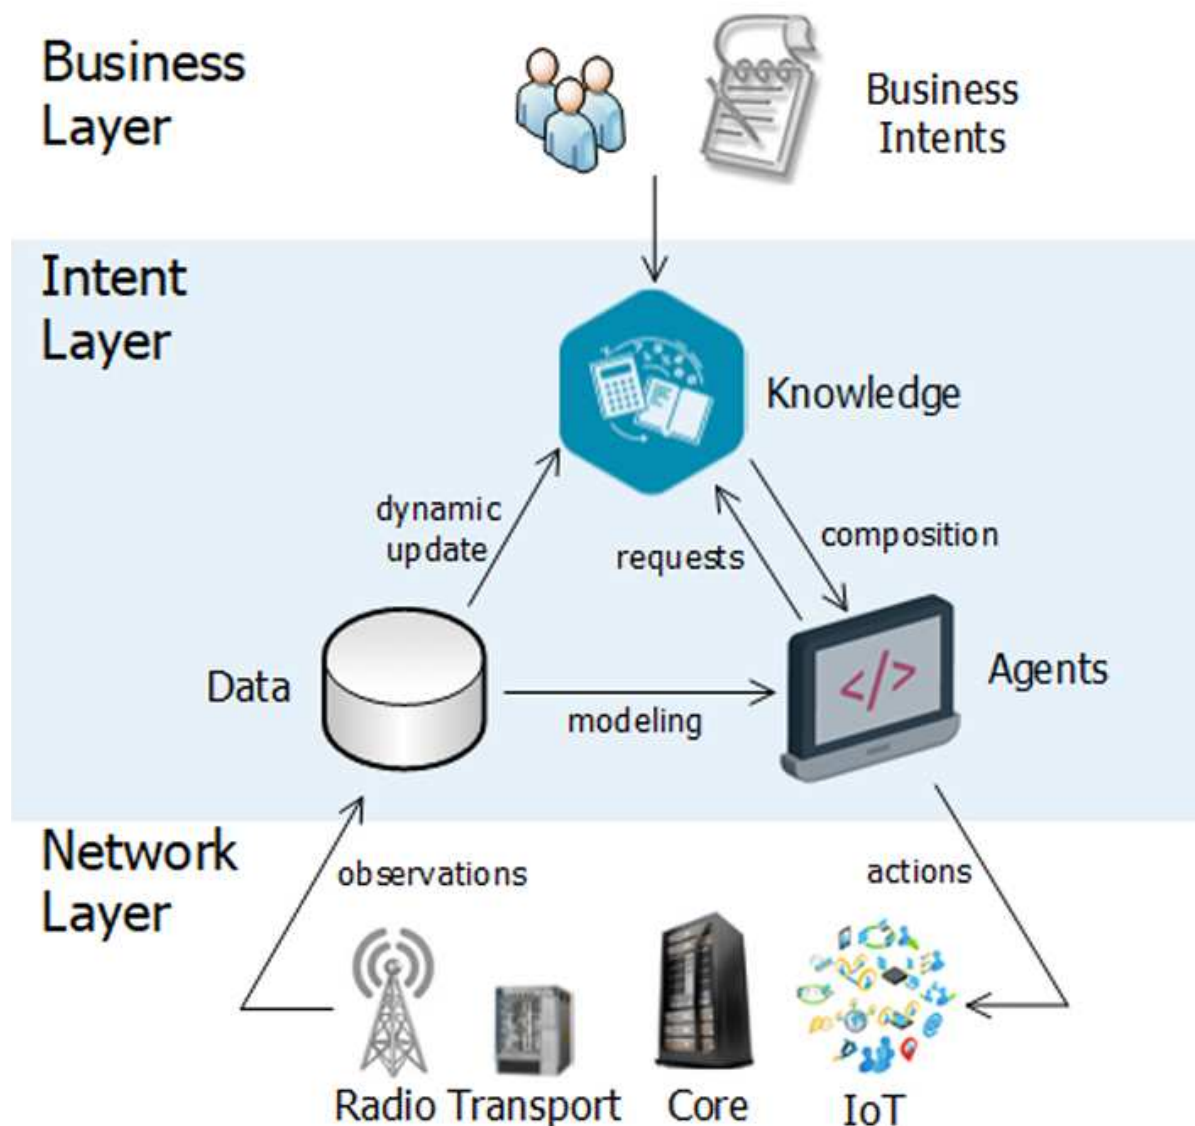 Business
Layer
Business
Intents
Intent
Layer
Knowledge
dynamic
update
requests
composition
Data
modeling
Agents
</>
Network
Layer
observations
actions
Radio
Transport
Core
IoT